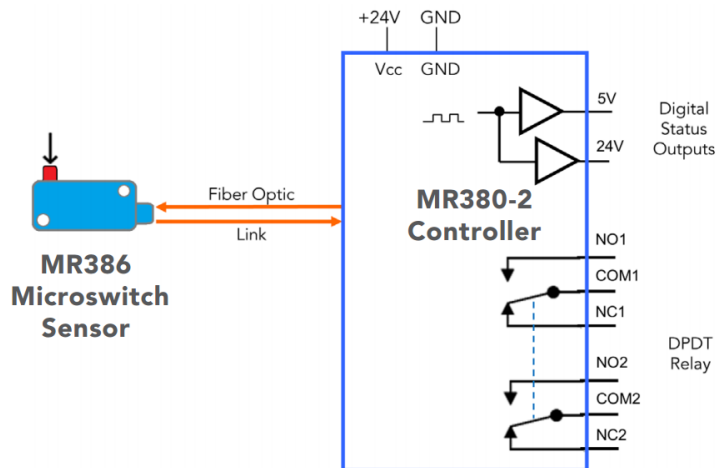 +24V GND
Vcc GND
5V
24V
Digital
Status
Outputs
Fiber Optic
Link
MR380-2
Controller
MR386
Microswitch
Sensor
NO1
COM1
NC1
DPDT
Relay
NO2
COM2
NC2